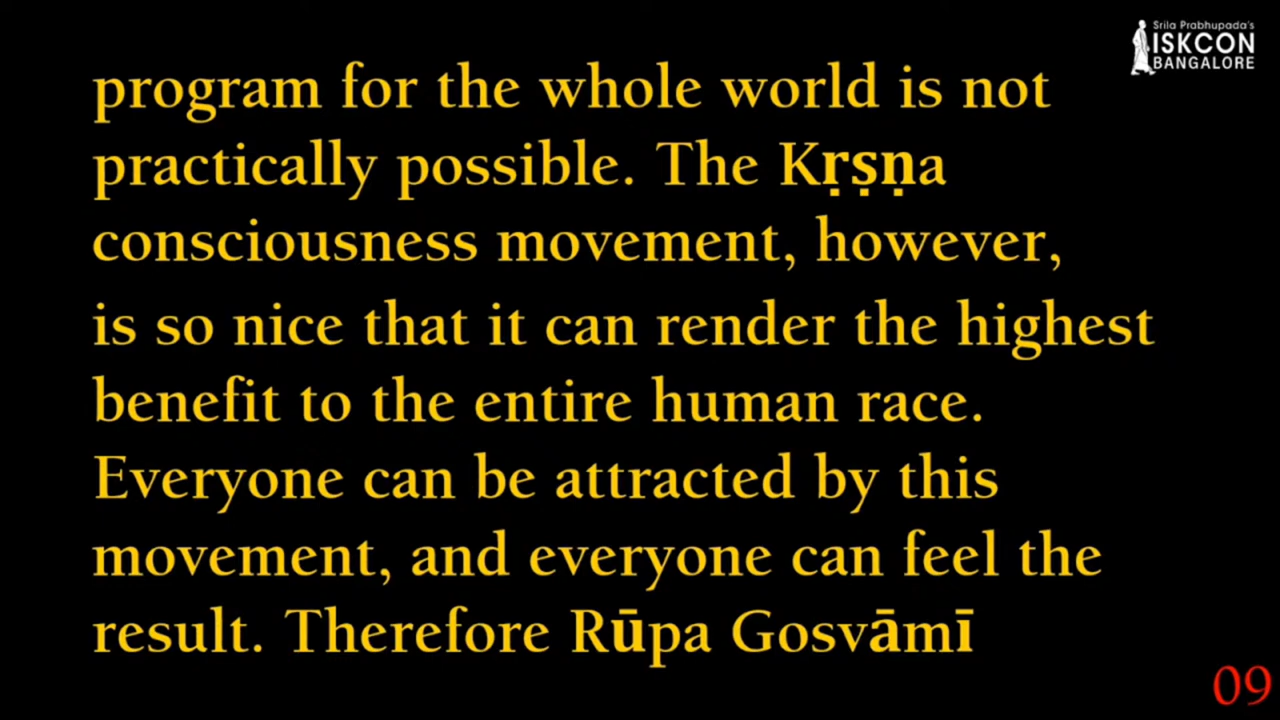 Srila Prabhupada's
ISKCON
BANGALORE
program for the whole world is not
practically possible. The Kṛṣṇa
consciousness movement, however,
is so nice that it can render the highest
benefit to the entire human race.
Everyone can be attracted by this
movement, and everyone can feel the
result. Therefore Rūpa Gosvāmī
09